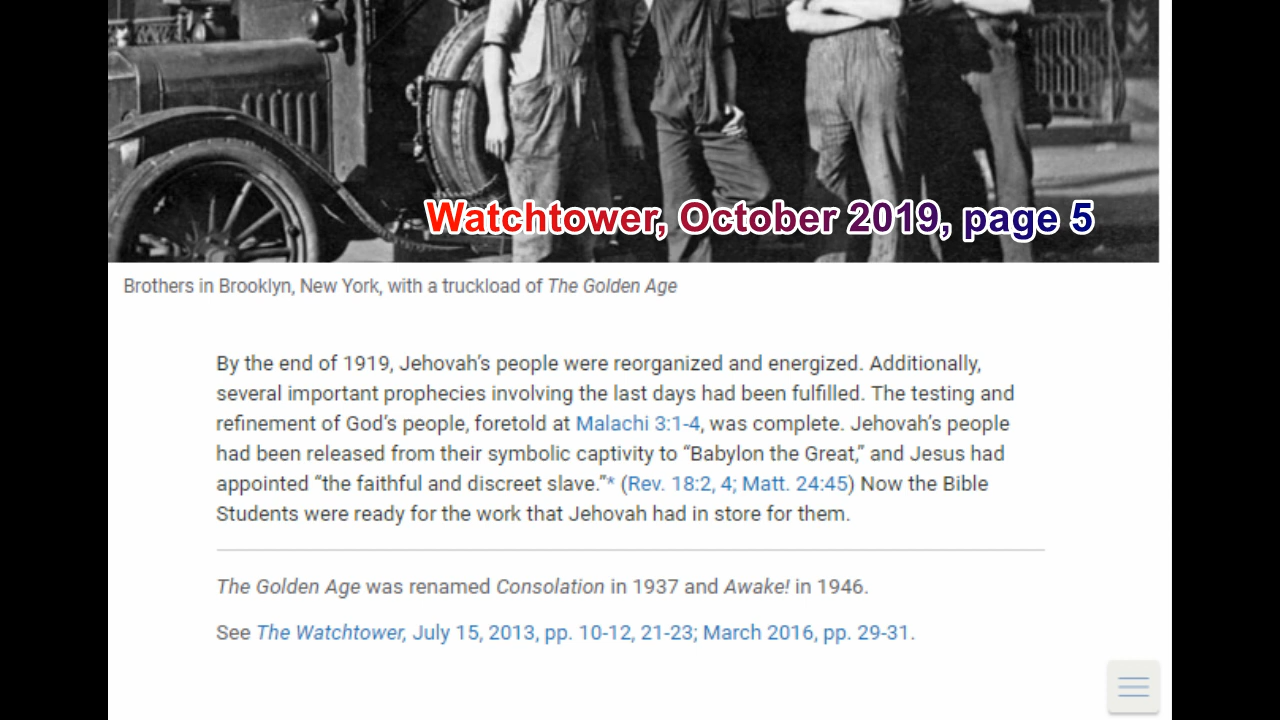 Watchtower, October 2019, page 5
Brothers in Brooklyn, New York, with a truckload of The Golden Age
By the end of 1919, Jehovah’s people were reorganized and energized. Additionally,
several important prophecies involving the last days had been fulfilled. The testing and
refinement of God’s people, foretold at Malachi 3:1-4, was complete. Jehovah’s people
had been released from their symbolic captivity to “Babylon the Great,” and Jesus had
appointed “the faithful and discreet slave.”* (Rev. 18:2, 4; Matt. 24:45) Now the Bible
Students were ready for the work that Jehovah had in store for them.
The Golden Age was renamed Consolation in 1937 and Awake! in 1946.
See The Watchtower, July 15, 2013, pp. 10-12, 21-23; March 2016, pp. 29-31.